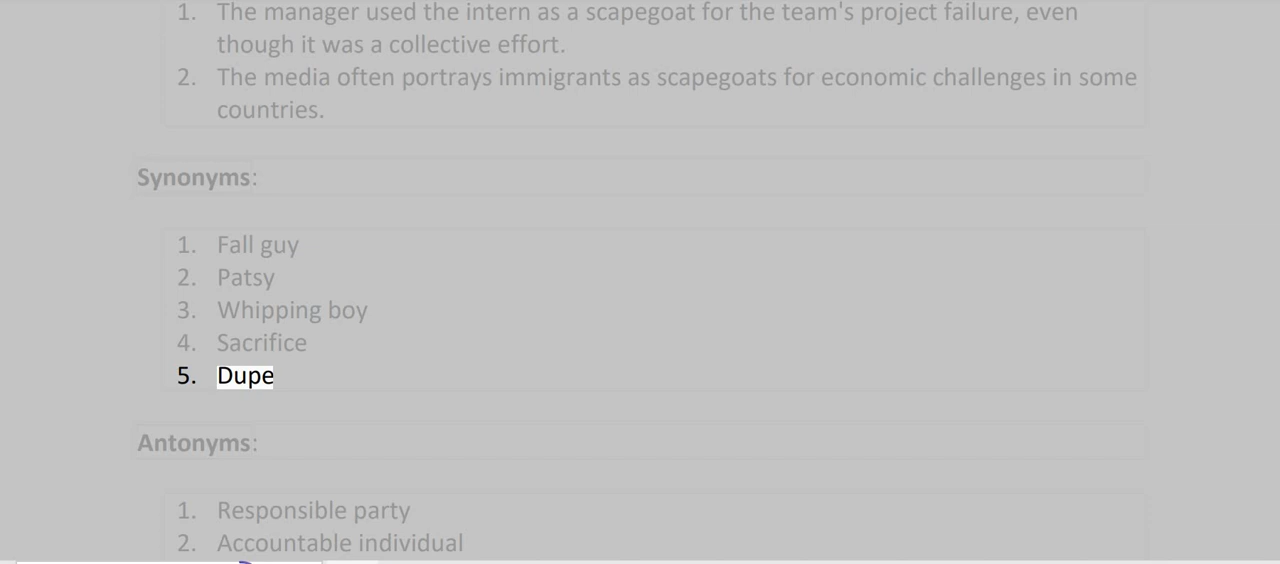 1. The manager used the intern as a scapegoat for the team's project failure, even
though it was a collective effort.
2. The media often portrays immigrants as scapegoats for economic challenges in some
countries.
Synonyms:
1. Fall guy
2. Patsy
3. Whipping boy
4. Sacrifice
5. Dupe
Antonyms:
1. Responsible party
2. Accountable individual